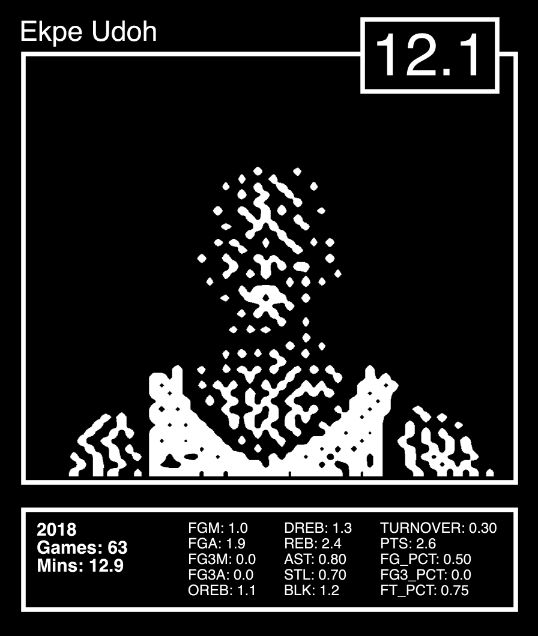 Ekpe Udoh
12.1
2018
Games: 63
Mins: 12.9
FGM: 1.0
FGA: 1.9
FG3M: 0.0
FG3A: 0.0
OREB: 1.1
DREB: 1.3
REB: 2.4
AST: 0.80
STL: 0.70
BLK: 1.2
TURNOVER: 0.30
PTS: 2.6
FG_PCT: 0.50
FG3_PCT: 0.0
FT_PCT: 0.75